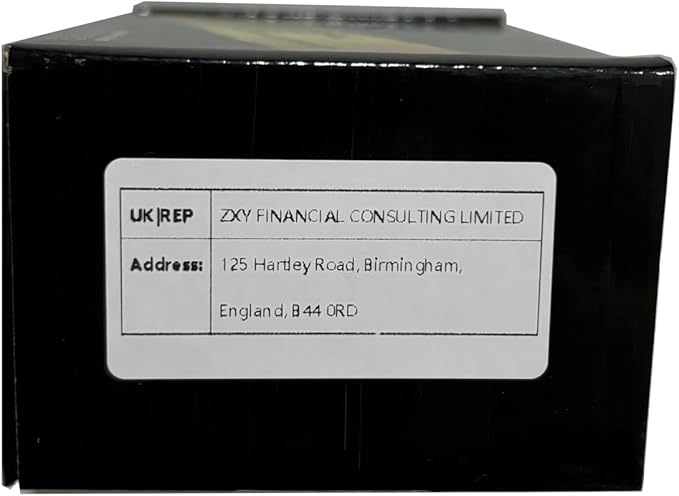 UK|REP ZXY FINANCIAL CONSULTING LIMITED
Address: 125 Hartley Road, Birmingham,
England, B44 0RD